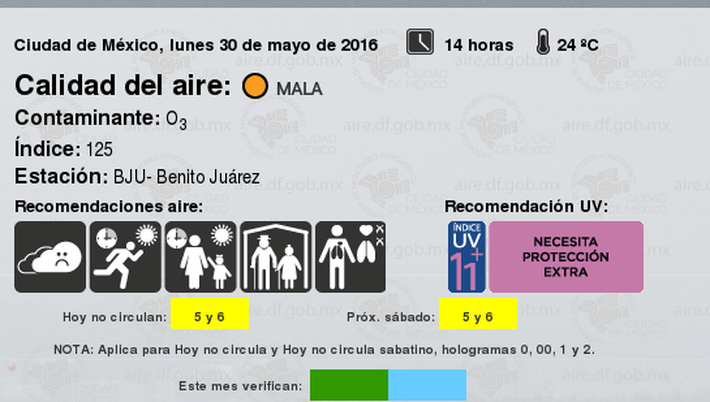 Ciudad de México, lunes 30 de mayo de 2016 14 horas 24 ºC
Calidad del aire: MALA
Contaminante: O3
Índice: 125
Estación: BJU- Benito Juárez
Recomendaciones aire: Recomendación UV:
ÍNDICE
UV
11+
NECESITA
PROTECCIÓN
EXTRA
Hoy no circulan: 5 y 6 Próx. sábado: 5 y 6
NOTA: Aplica para Hoy no circula y Hoy no circula sabatino, hologramas 0, 00, 1 y 2.
Este mes verifican:
aire.df.gob.mx
CIUDAD
DE MÉXICO